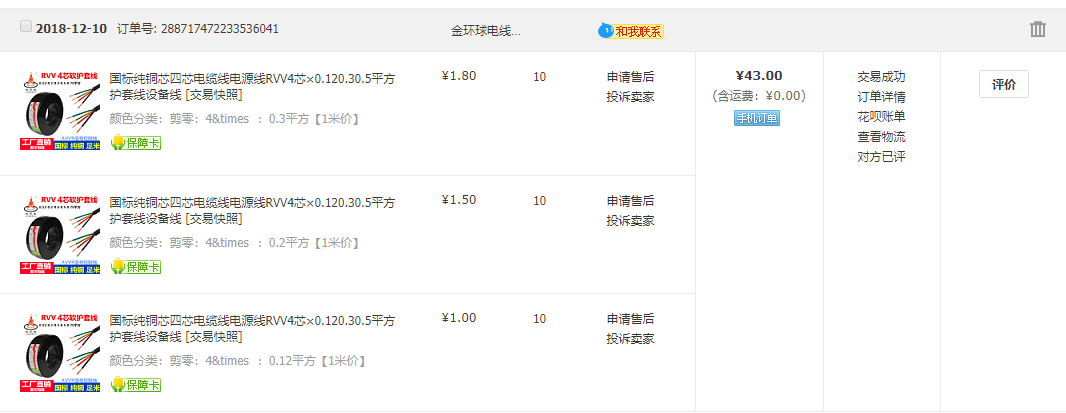 2018-12-10 订单号: 288717472223536041 金环球电线... 和我联系
RVV 4芯软护套线
工厂直销 国标 纯铜 足米
国标纯铜芯四芯电缆线电源线RVV4芯×0.120.30.5平方
护套线设备线 [交易快照]
颜色分类：剪零：4&times ：0.3平方【1米价】
保障卡
¥1.80
10
申请售后
投诉卖家
¥43.00
(含运费：¥0.00)
手机订单
交易成功
订单详情
花呗账单
查看物流
对方已评
评价
RVV 4芯软护套线
工厂直销 国标 纯铜 足米
国标纯铜芯四芯电缆线电源线RVV4芯×0.120.30.5平方
护套线设备线 [交易快照]
颜色分类：剪零：4&times ：0.2平方【1米价】
保障卡
¥1.50
10
申请售后
投诉卖家
RVV 4芯软护套线
工厂直销 国标 纯铜 足米
国标纯铜芯四芯电缆线电源线RVV4芯×0.120.30.5平方
护套线设备线 [交易快照]
颜色分类：剪零：4&times ：0.12平方【1米价】
保障卡
¥1.00
10
申请售后
投诉卖家